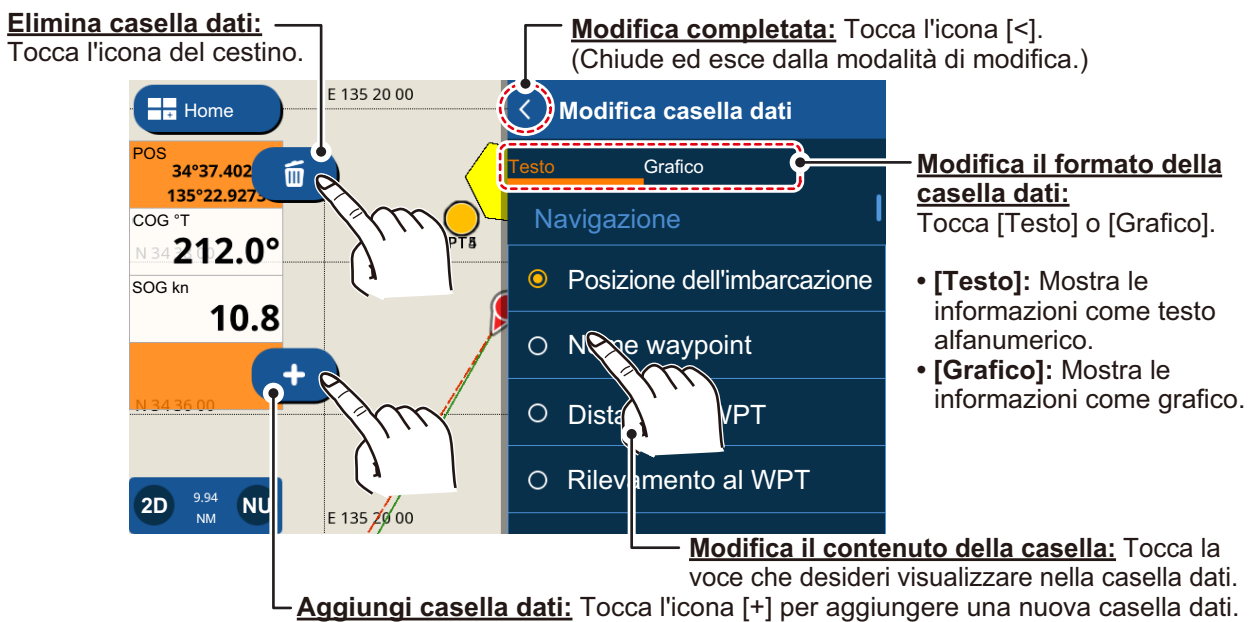 Elimina casella dati:
Tocca l'icona del cestino.
Modifica completata: Tocca l'icona [<].
(Chiude ed esce dalla modalità di modifica.)
Home
E 135 20 00
Modifica casella dati
POS
34°37.402
135°22.9273
Testo
Grafico
Modifica il formato della
casella dati:
Tocca [Testo] o [Grafico].
COG °T
212.0°
N 34
PT
Navigazione
SOG kn
10.8
Posizione dell'imbarcazione
• [Testo]: Mostra le
informazioni come testo
alfanumerico.
• [Grafico]: Mostra le
informazioni come grafico.
waypoint
+
N 34 36 00
Rilevamento al WPT
2D
9.94
NM
NU
E 135 20 00
Modifica il contenuto della casella: Tocca la
voce che desideri visualizzare nella casella dati.
Aggiungi casella dati: Tocca l'icona [+] per aggiungere una nuova casella dati.